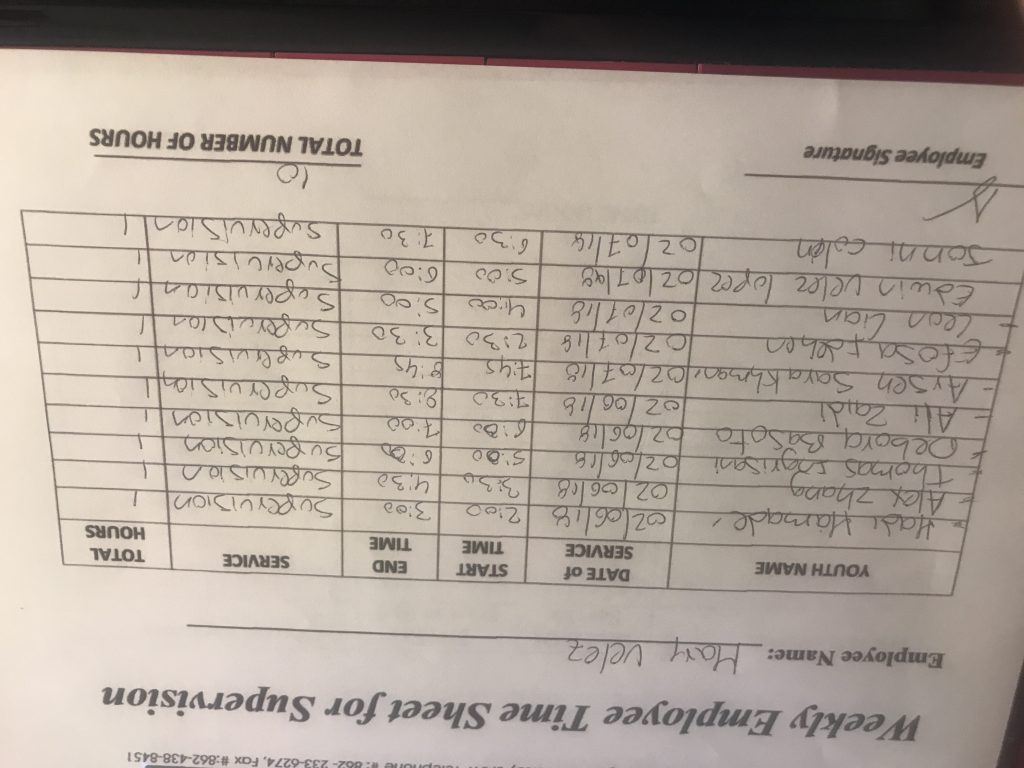 Telephone #: 862-233-6274, Fax #:862-438-8451
Weekly Employee Time Sheet for Supervision
Employee Name: Mary Velez
YOUTH NAME DATE of SERVICE START TIME END TIME SERVICE TOTAL HOURS
Hadi Hamade 02/06/18 2:00 3:00 Supervision 1
- Alex Zhang 02/06/18 3:30 4:30 Supervision 1
- Thomas Ingrisani 02/06/18 5:00 6:00 Supervision 1
- Debora Basoto 02/06/18 6:00 7:00 Supervision 1
- Ali Zaidi 02/06/18 7:30 8:30 Supervision 1
- Arsen Sarakhman 02/07/18 7:45 8:45 Supervision 1
- Efosa 02/07/18 2:30 3:30 Supervision 1
- Leon Lian 02/07/18 4:00 5:00 Supervision 1
Edwin Velez lopez 02/07/18 5:00 6:00 Supervision 1
Jonni colon 02/07/18 6:30 7:30 Supervision 1
10
Employee Signature TOTAL NUMBER OF HOURS